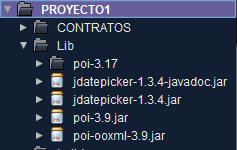 PROYECTO1
CONTRATOS
Lib
poi-3.17
jdatepicker-1.3.4-javadoc.jar
jdatepicker-1.3.4.jar
poi-3.9.jar
poi-ooxml-3.9.jar